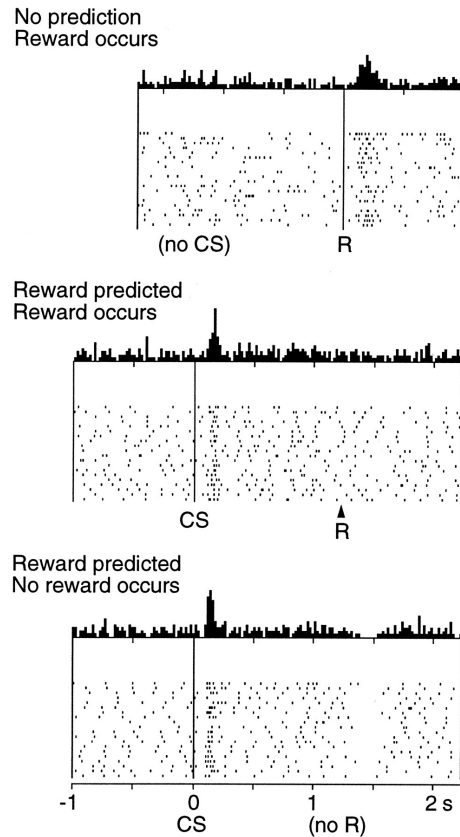 No prediction
Reward occurs
(no CS) R
Reward predicted
Reward occurs
CS
R
Reward predicted
No reward occurs
-1 0 1 2 s
CS (no R)